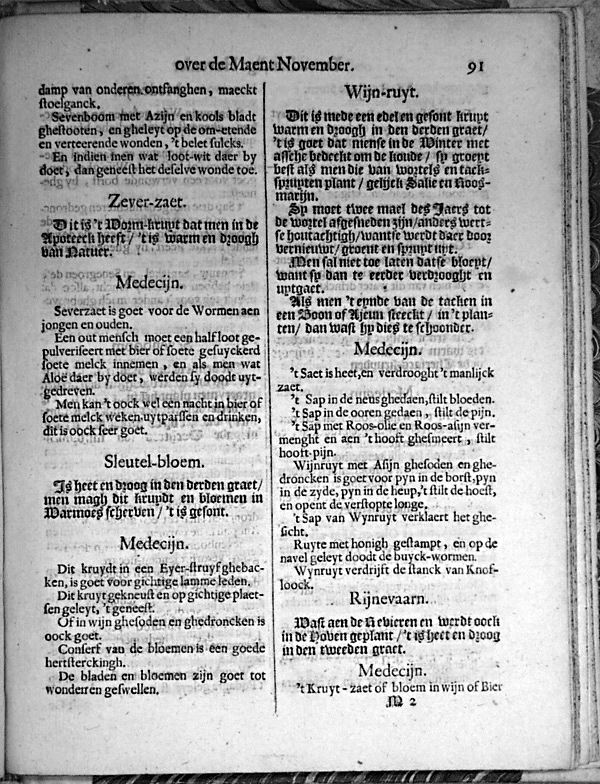 over de Maent November. 91
damp van onderen ontfanghen, maeckt
stoelganck.
Sevenboom met Azijn en kools bladt
ghestooten, en gheleyt op de om-etende
en verteerende wonden, 't belet sulcks.
En indien men wat loot-wit daer by
doet, dan geneest het deselve wonde toe.
Zever-zaet.
Dit is 't Worm-kruyt dat men in de
Apoteeck heeft / 't is warm en droogh
van Natuer.
Medecijn.
Severzaet is goet voor de Wormen aen
jongen en ouden.
Een out mensch moet een half loot ge-
pulveriseert met bier of soete gesuyckerd
soete melck innemen, en als men wat
Aloë daer by doet, werden sy doodt uyt-
gedreven.
Men kan 't oock wel een nacht in bier of
soete melck weken uytparssen en drinken,
dit is oock seer goet.
Sleutel-bloem.
Is heet en droog in den derden graet /
men magh dit kruydt en bloemen in
Warmoes scherven / 't is gesont.
Medecijn.
Dit kruydt in een Eyer-struyf ghebac-
ken, is goet voor gichtige lamme leden.
Dit kruyt gekneust en op gichtige plaet-
sen geleyt, 't geneest.
Of in wijn ghesoden en ghedroncken is
oock goet.
Conserf van de bloemen is een goede
hertsterckingh.
De bladen en bloemen zijn goet tot
wonderen geswellen.
Wijn-ruyt.
Dit is mede een edel en gesont kruyt
warm en droogh in den derden graet /
't is goet dat mense in de Winter met
assche bedeckt om de koude / sy groeyt
best als men die van wortels en tack-
spruyten plant / gelijck Salie en Roos-
marijn.
Sy moet twee mael des Jaers tot
de wortel afgesneden zijn / anders wert-
se houtachtigh / wantse werdt daer door
vernieuwt / groent en spruyt uyt.
Men sal niet toe laten datse bloeyt /
want sy dan te eerder verdrooght en
uytgaet.
Als men 't eynde van de tacken in
een Boon of Ajeun steeckt / in 't plan-
ten / dan wast hy dies te schoonder.
Medecijn.
't Saet is heet, en verdrooght 't manlijck
zaet.
't Sap in de neus ghedaen, stilt bloeden.
't Sap in de ooren gedaen, stilt de pijn.
't Sap met Roos-olie en Roos-asijn ver-
menght en aen 't hooft ghesmeert, stilt
hooft-pijn.
Wijnruyt met Asijn ghesoden en ghe-
droncken is goet voor pyn in de borst, pyn
in de zyde, pyn in de heup, 't stilt de hoest,
en opent de verstopte longe.
't Sap van Wynruyt verklaert het ghe-
sicht.
Ruyte met honigh gestampt, en op de
navel geleyt doodt de buyck-wormen.
Wynruyt verdrijft de stanck van Knof-
loock.
Rijnevaarn.
Wast aen de Revieren en werdt oock
in de Hoven geplant / 't is heet en droog
in den tweeden graet.
Medecijn.
't Kruyt-zaet of bloem in wijn of Bier
M 2